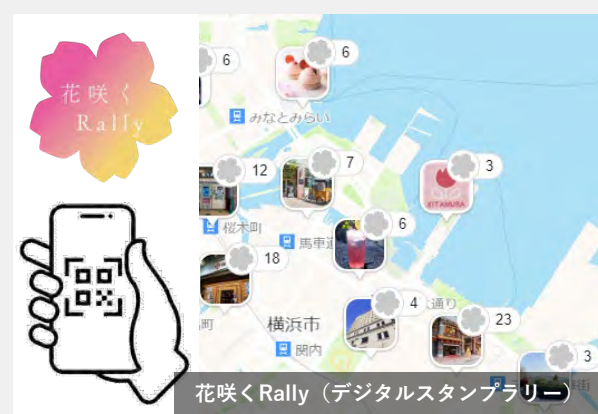 花咲く
Rally
6
6
みなとみらい
12
7
3
KITAMURA
桜木町
馬車道
6
18
町
横浜市
関内
4
通り
23
3
街
花咲くRally（デジタルスタンプラリー）